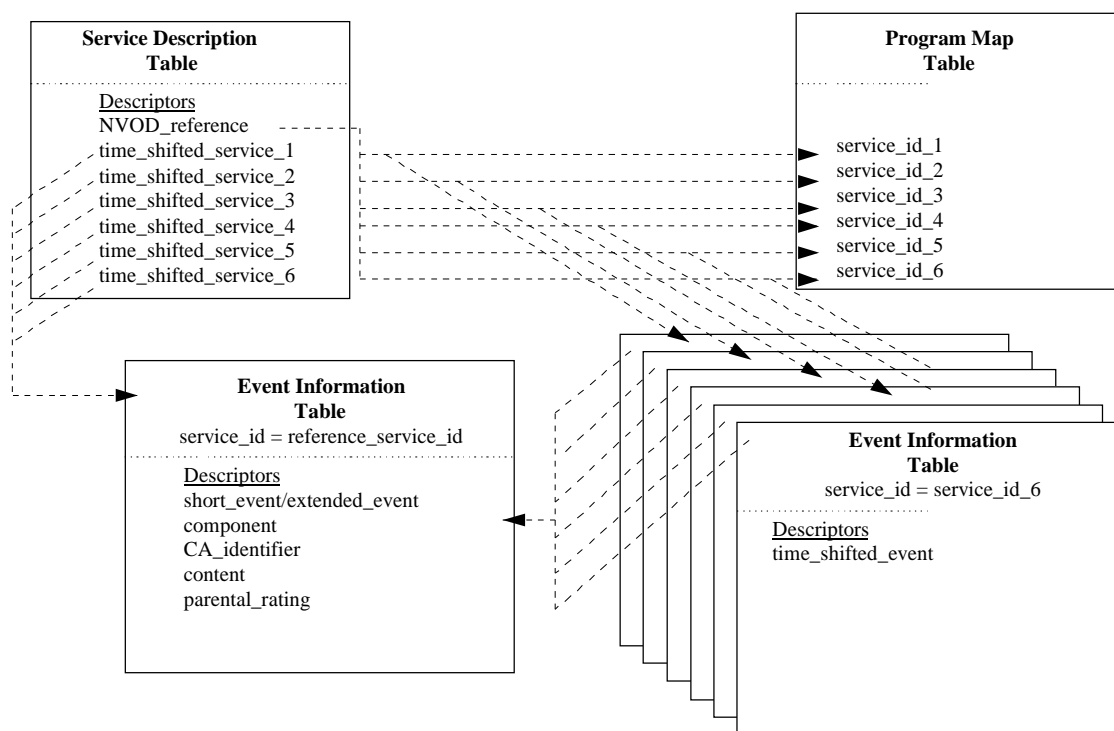 Service Description
Table
Descriptors
NVOD_reference
time_shifted_service_1
time_shifted_service_2
time_shifted_service_3
time_shifted_service_4
time_shifted_service_5
time_shifted_service_6
Program Map
Table
service_id_1
service_id_2
service_id_3
service_id_4
service_id_5
service_id_6
Event Information
Table
service_id = reference_service_id
Descriptors
short_event/extended_event
component
CA_identifier
content
parental_rating
Event Information
Table
service_id = service_id_6
Descriptors
time_shifted_event